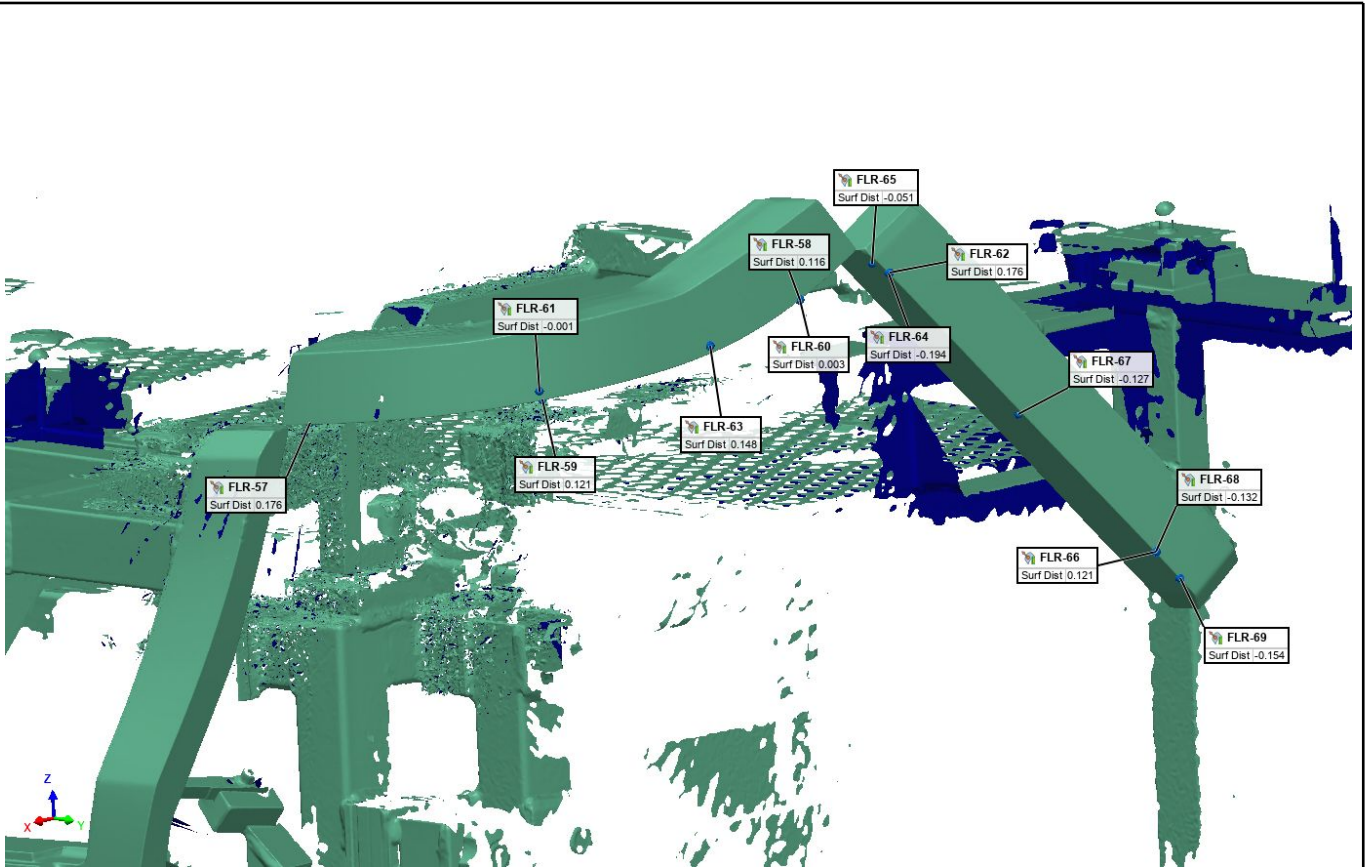 FLR-65
Surf Dist -0.051
FLR-58
Surf Dist 0.116
FLR-62
Surf Dist 0.176
FLR-61
Surf Dist -0.001
FLR-64
Surf Dist -0.194
FLR-60
Surf Dist 0.003
FLR-67
Surf Dist -0.127
FLR-63
Surf Dist 0.148
FLR-59
Surf Dist 0.121
FLR-57
Surf Dist 0.176
FLR-68
Surf Dist -0.132
FLR-66
Surf Dist 0.121
FLR-69
Surf Dist -0.154
Z
X Y